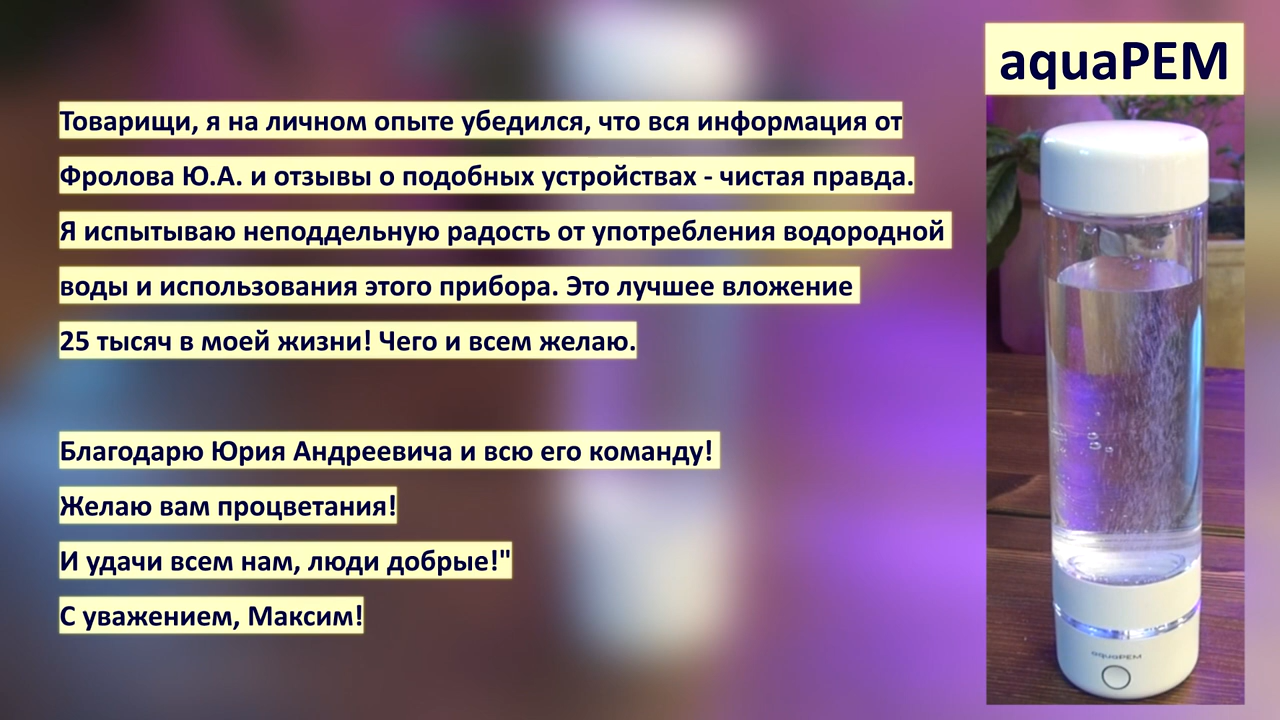 aquaPEM
Товарищи, я на личном опыте убедился, что вся информация от
Фролова Ю.А. и отзывы о подобных устройствах - чистая правда.
Я испытываю неподдельную радость от употребления водородной
воды и использования этого прибора. Это лучшее вложение
25 тысяч в моей жизни! Чего и всем желаю.
Благодарю Юрия Андреевича и всю его команду!
Желаю вам процветания!
И удачи всем нам, люди добрые!"
С уважением, Максим!
aquaPEM